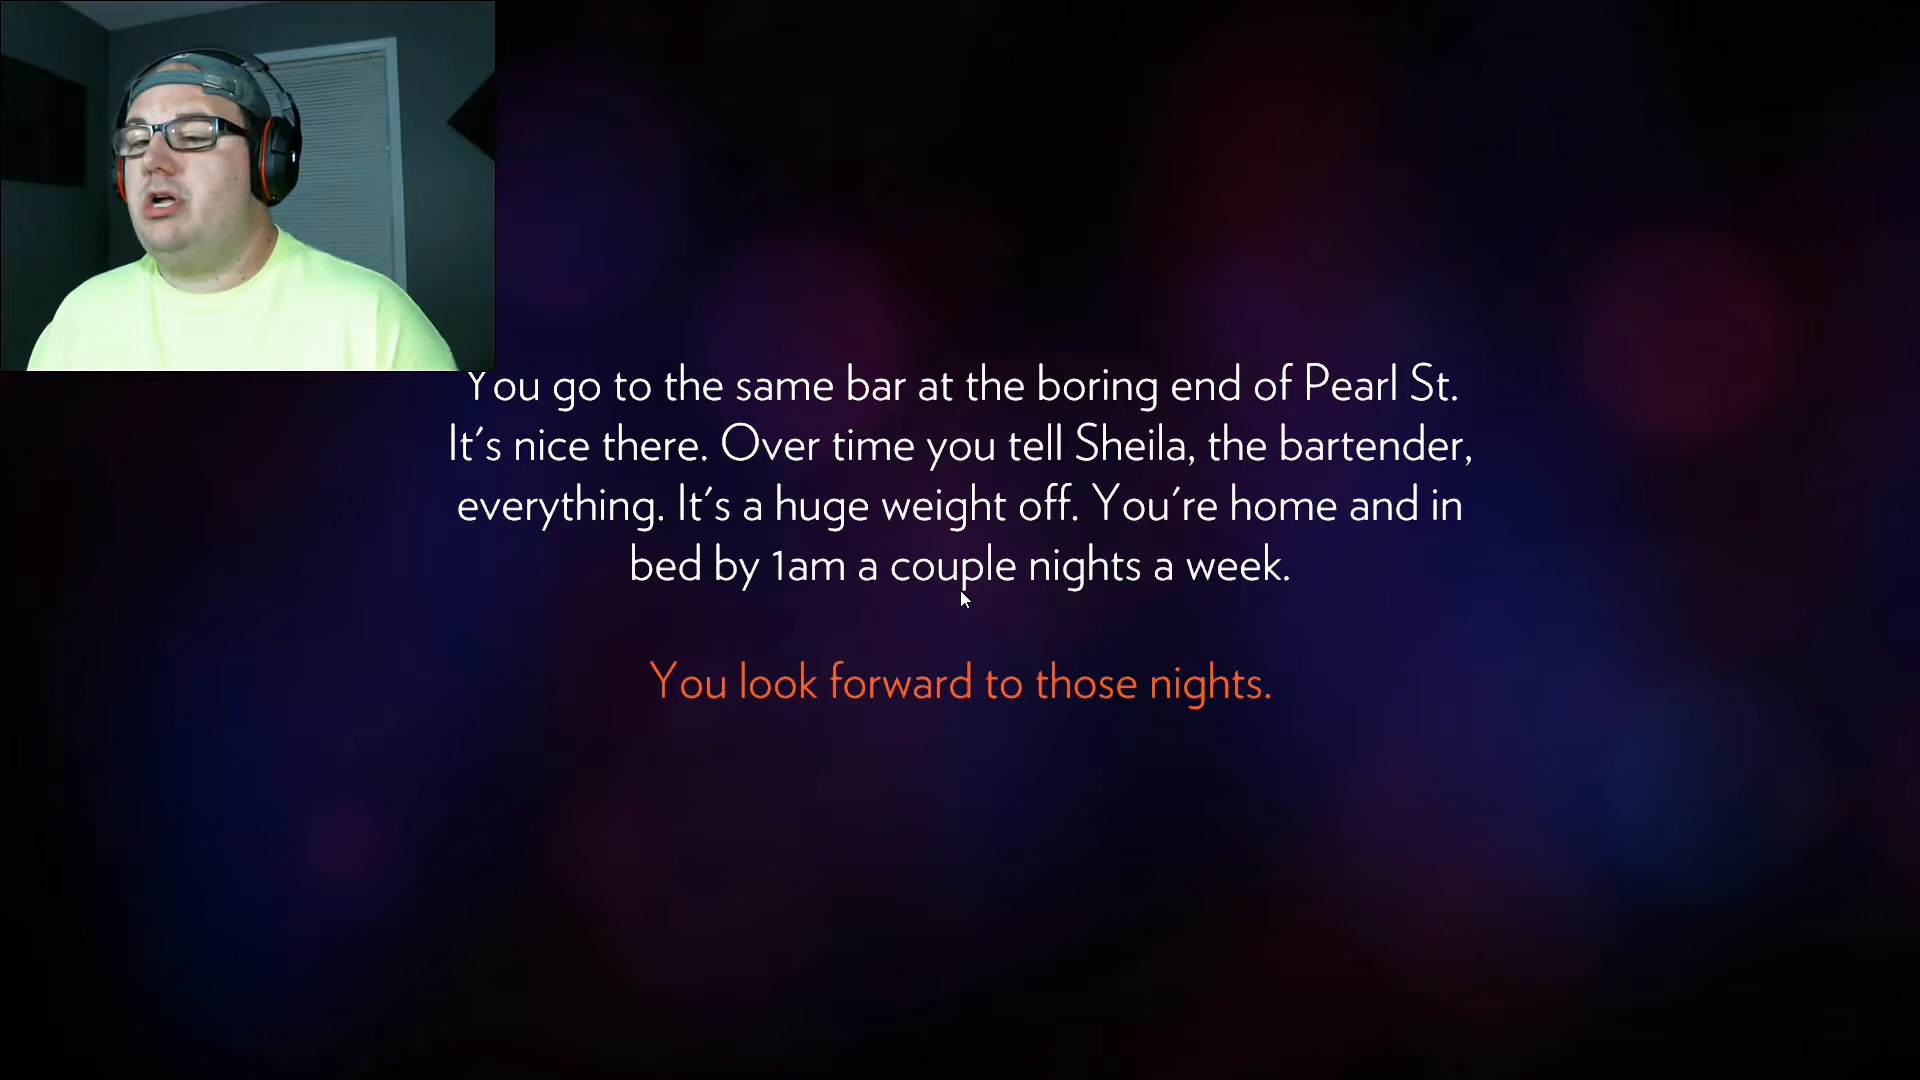 You go to the same bar at the boring end of Pearl St.
It's nice there. Over time you tell Sheila, the bartender,
everything. It's a huge weight off. You're home and in
bed by 1am a couple nights a week.
You look forward to those nights.